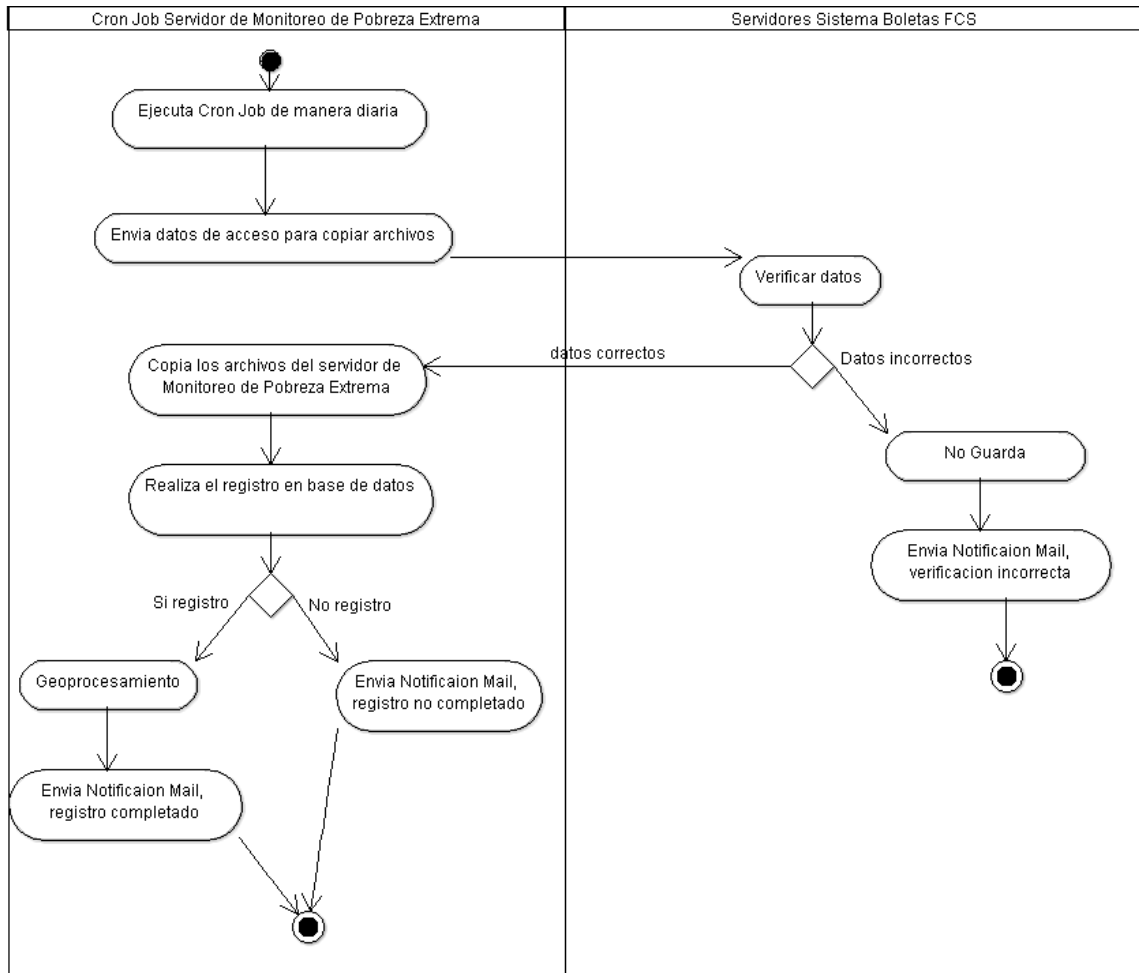 Cron Job Servidor de Monitoreo de Pobreza Extrema
Servidores Sistema Boletas FCS
Ejecuta Cron Job de manera diaria
Envia datos de acceso para copiar archivos
Verificar datos
datos correctos
Datos incorrectos
Copia los archivos del servidor de
Monitoreo de Pobreza Extrema
No Guarda
Realiza el registro en base de datos
Envia Notificaion Mail,
verificacion incorrecta
Si registro
No registro
Geoprocesamiento
Envia Notificaion Mail,
registro no completado
Envia Notificaion Mail,
registro completado